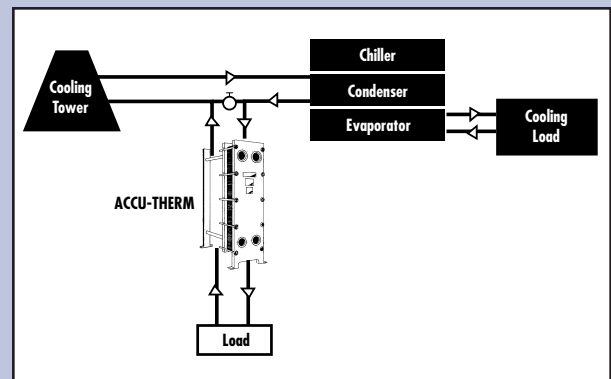 Chiller
Cooling
Tower
Condenser
Evaporator
Cooling
Load
ACCU-THERM
Load